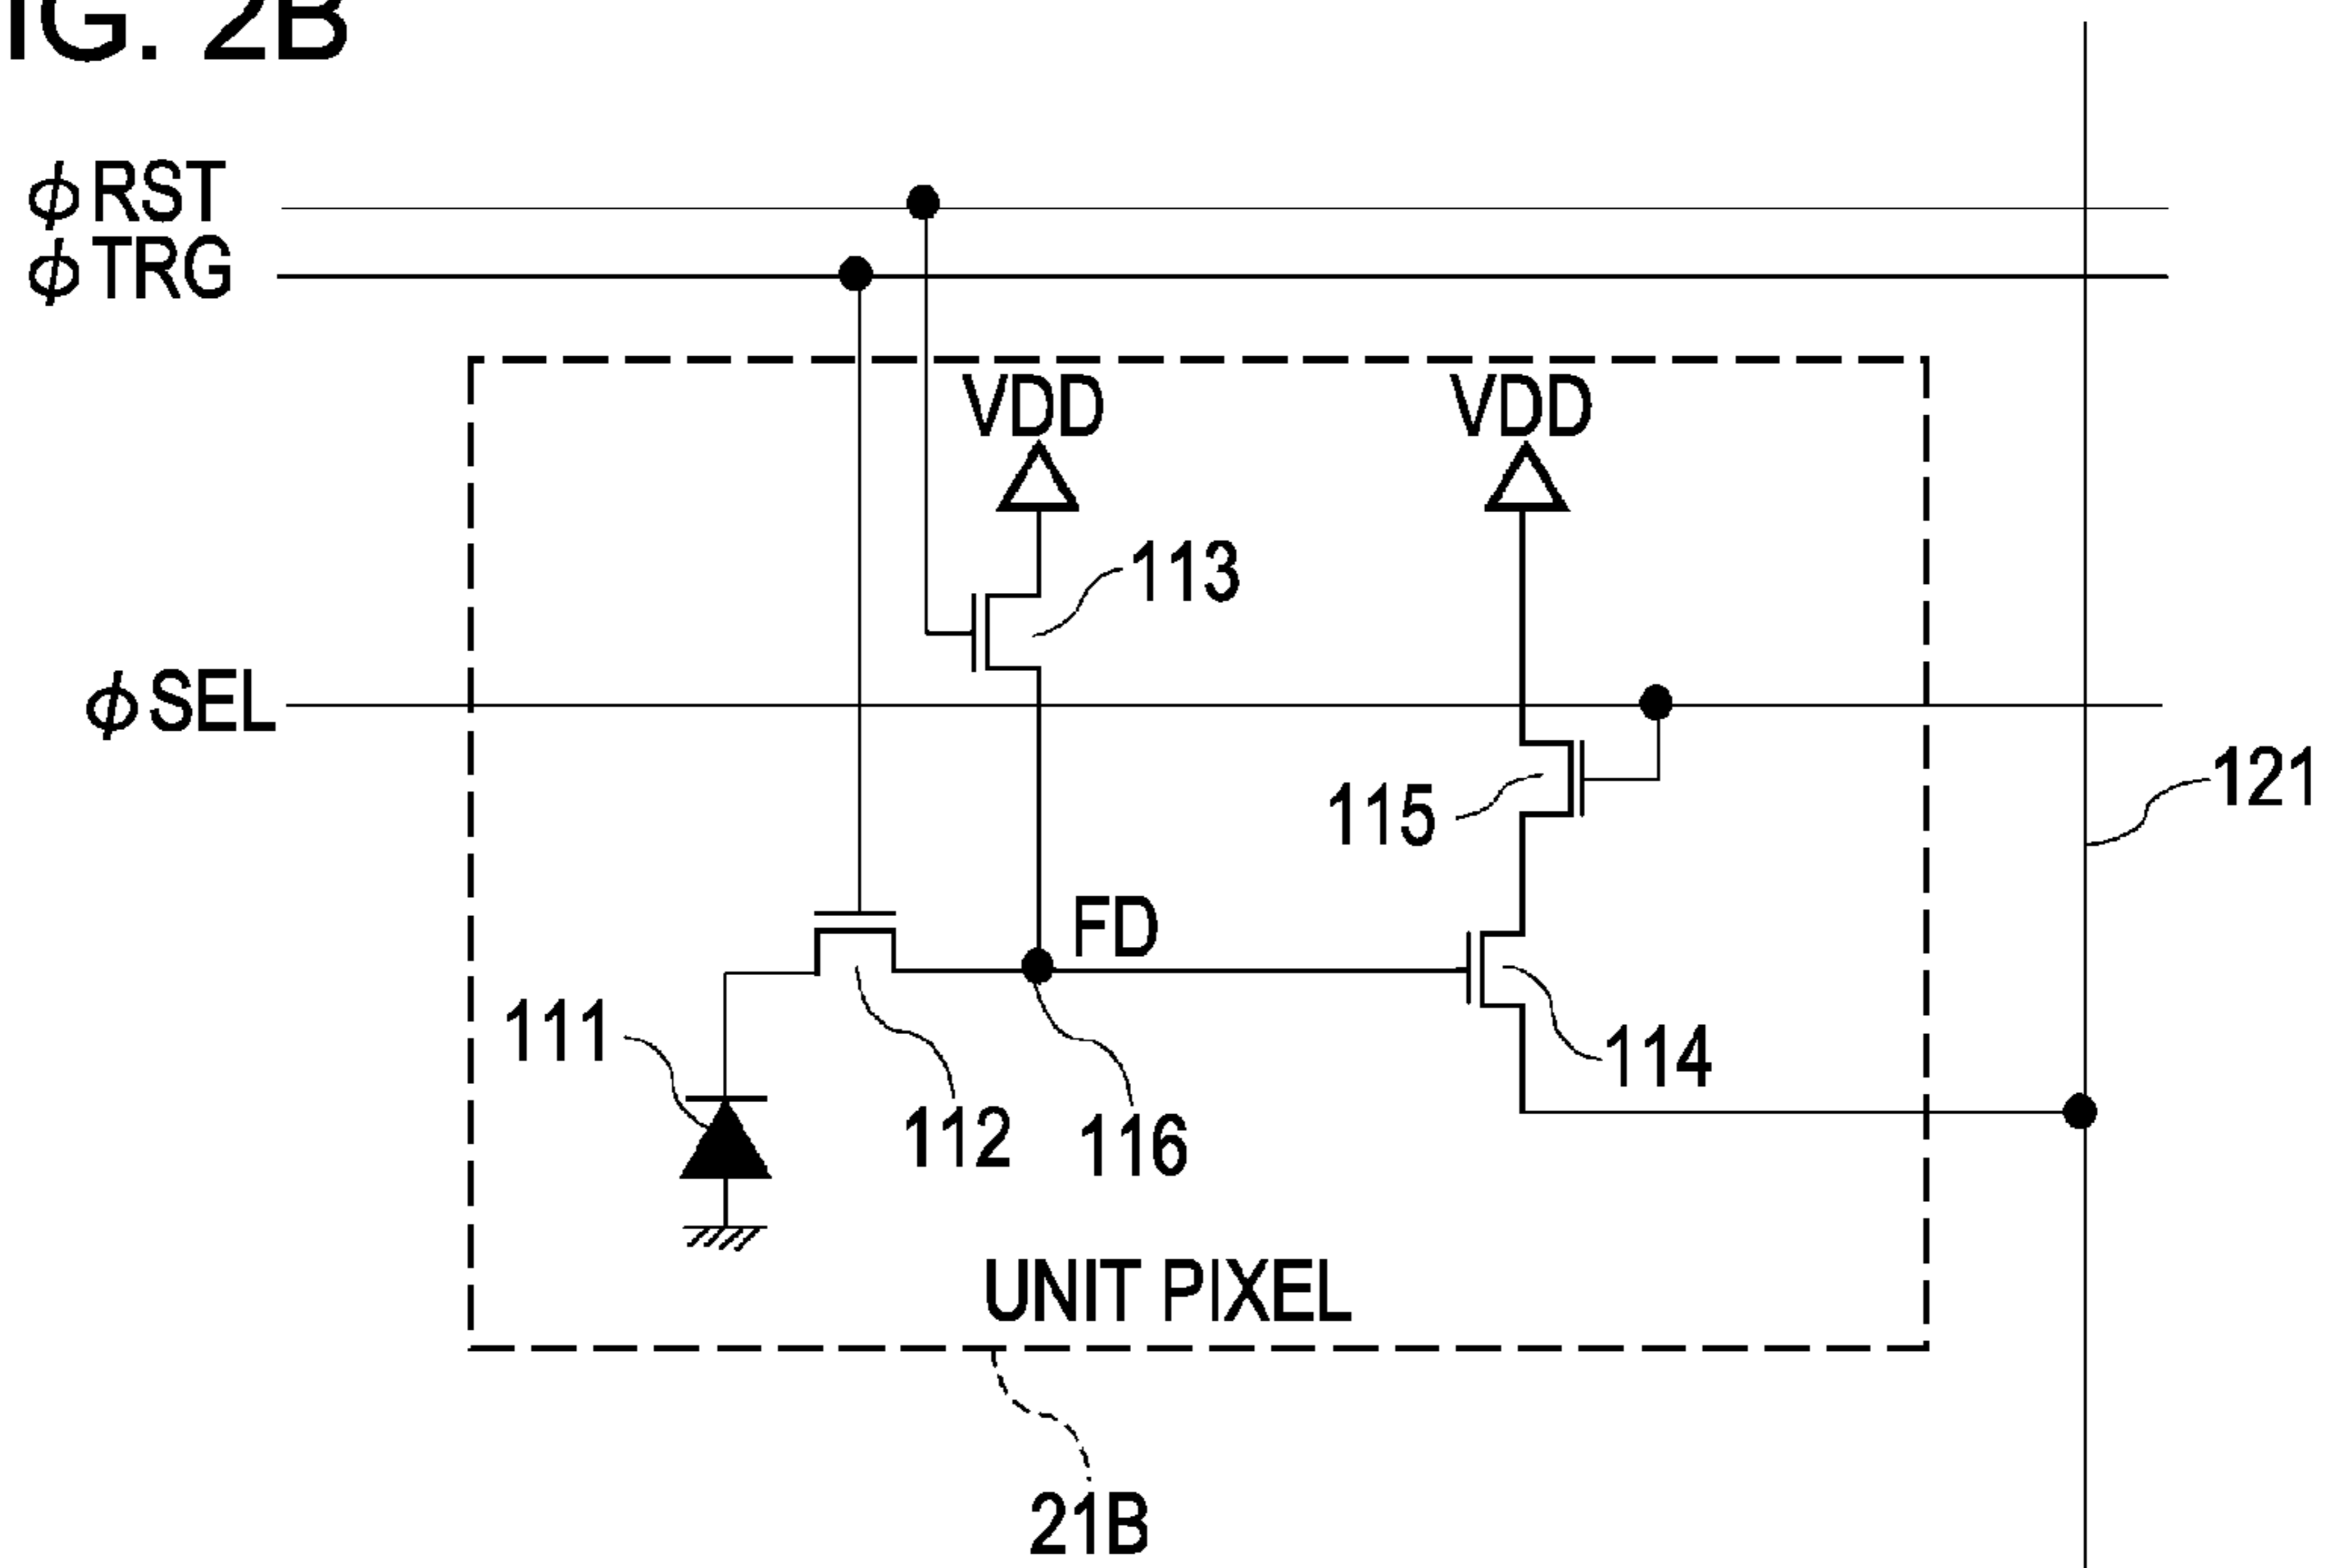 IG. 2B
ϕRST
ϕTRG
VDD VDD
113
ϕSEL
115
121
FD
111
114
112
116
UNIT PIXEL
21B